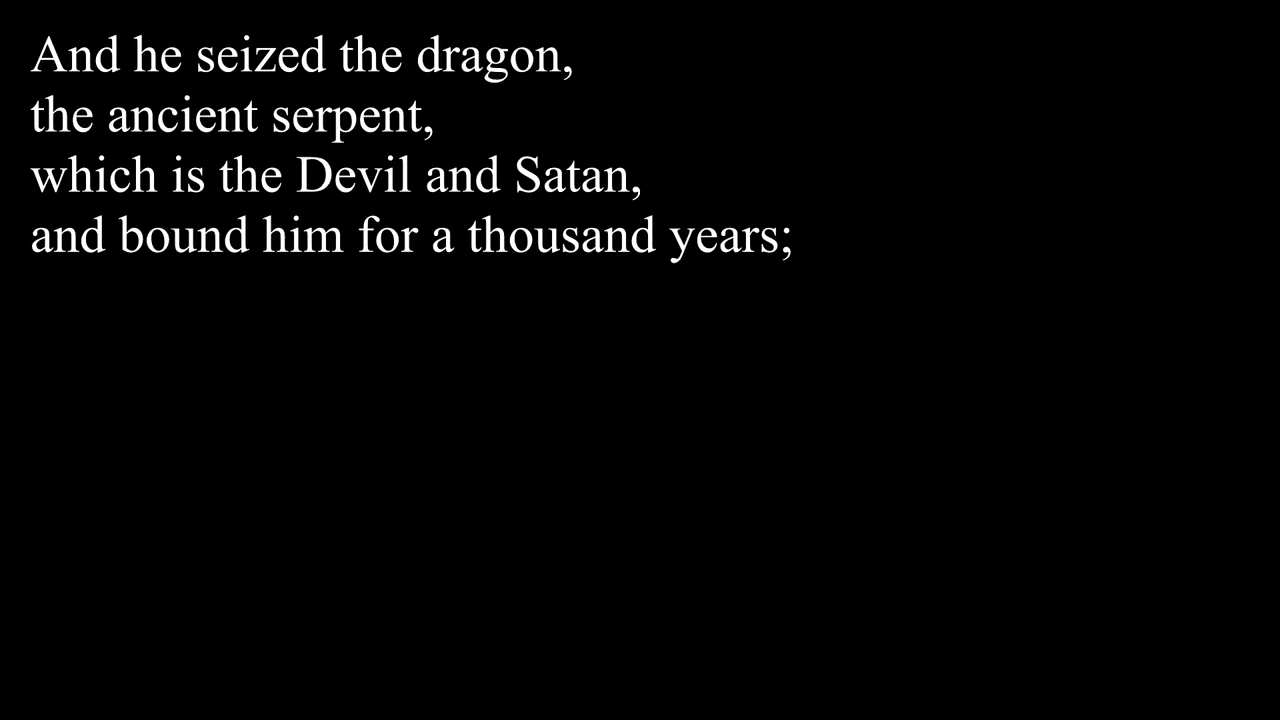 And he seized the dragon,
the ancient serpent,
which is the Devil and Satan,
and bound him for a thousand years;